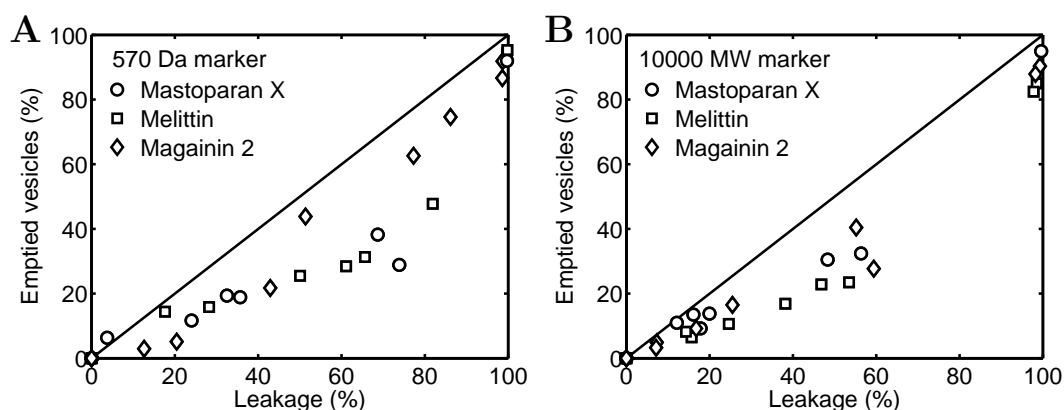 A
570 Da marker
Mastoparan X
Melittin
Magainin 2
Emptied vesicles (%)
100
80
60
40
20
0
0 20 40 60 80 100
Leakage (%)
B
10000 MW marker
Mastoparan X
Melittin
Magainin 2
Emptied vesicles (%)
100
80
60
40
20
0
0 20 40 60 80 100
Leakage (%)